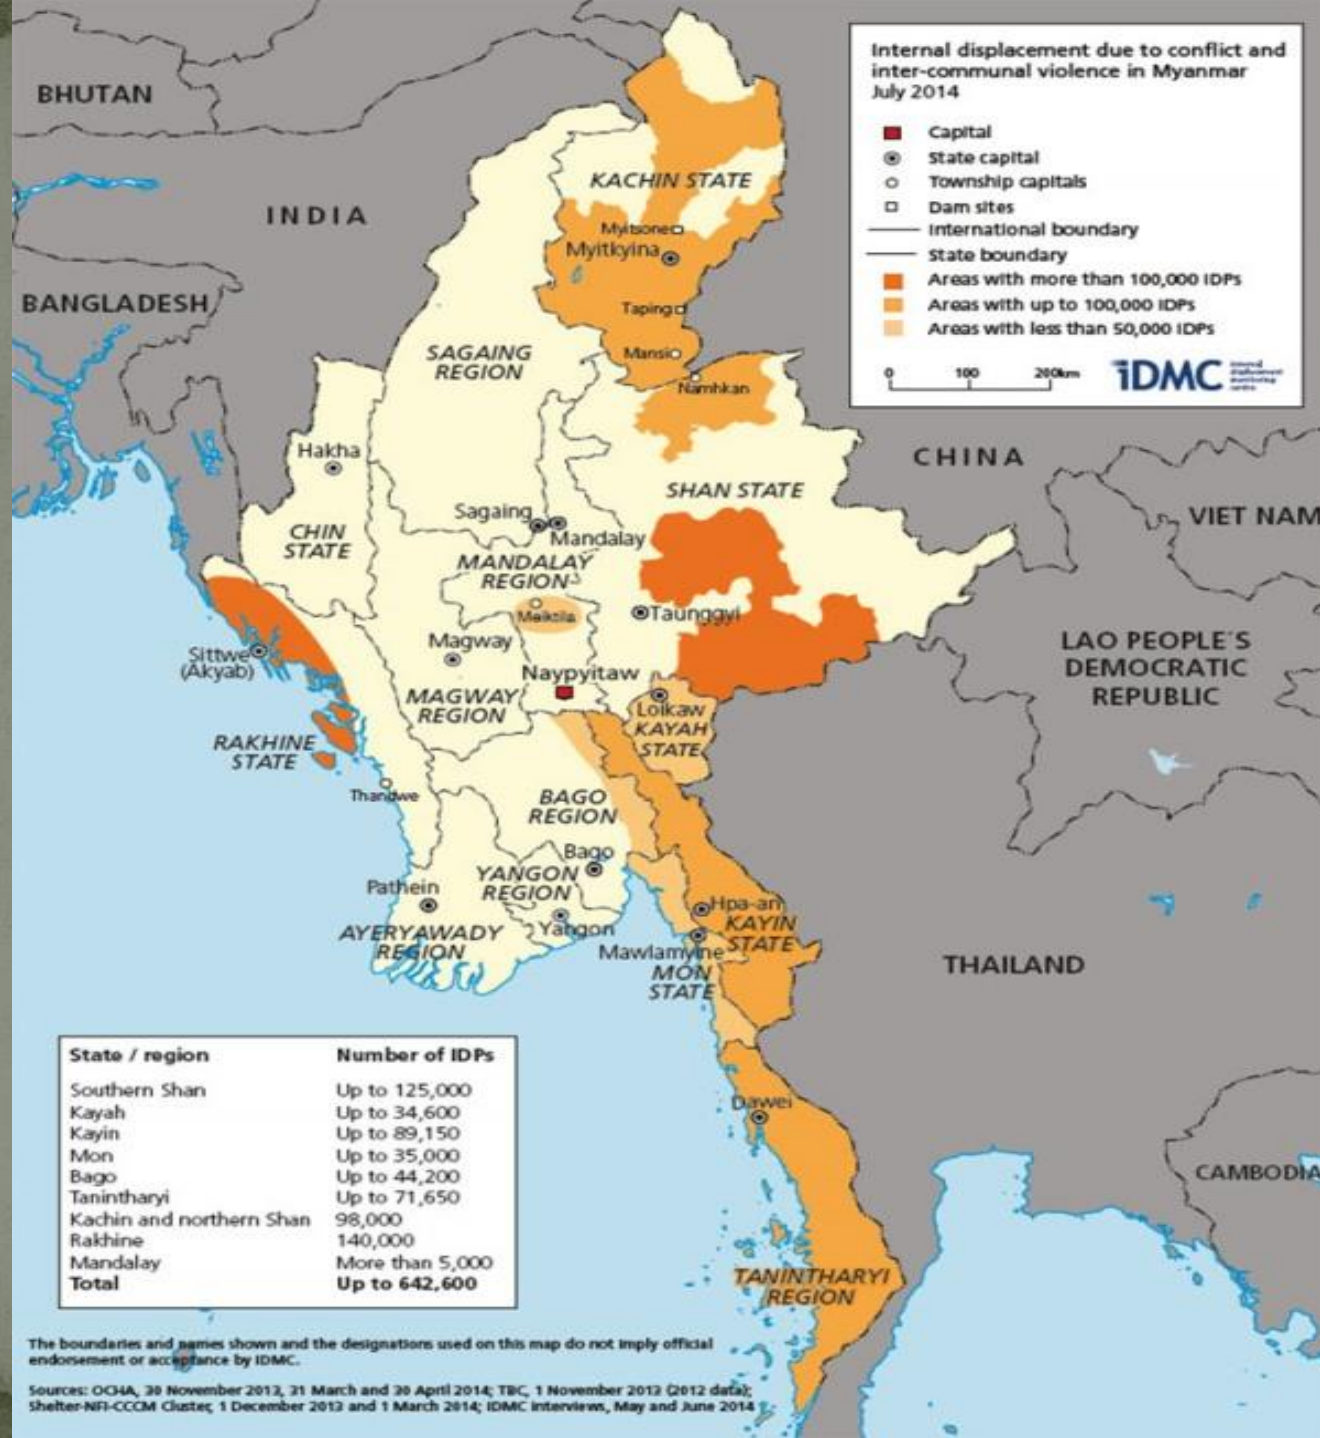 Internal displacement due to conflict and
inter-communal violence in Myanmar
July 2014
Capital
State capital
Township capitals
Dam sites
International boundary
State boundary
Areas with more than 100,000 IDPs
Areas with up to 100,000 IDPs
Areas with less than 50,000 IDPs
0 100 200km
iDMC
internal
displacement
monitoring
centre
BHUTAN
INDIA
BANGLADESH
CHINA
VIET NAM
LAO PEOPLE'S
DEMOCRATIC
REPUBLIC
THAILAND
CAMBODIA
KACHIN STATE
Myitsone
Myitkyina
Taping
Mansi
Namhkan
SAGAING
REGION
Hakha
CHIN
STATE
SHAN STATE
Sagaing
Mandalay
MANDALAY
REGION
Meiktila
Taunggyi
Magway
Naypyitaw
MAGWAY
REGION
Sittwe
(Akyab)
RAKHINE
STATE
Thandwe
Loikaw
KAYAH
STATE
BAGO
REGION
Bago
YANGON
REGION
Pathein
Yangon
AYERYAWADY
REGION
Hpa-an
KAYIN
STATE
Mawlamyine
MON
STATE
Dawei
TANINTHARYI
REGION
State / region Number of IDPs
Southern Shan Up to 125,000
Kayah Up to 34,600
Kayin Up to 89,150
Mon Up to 35,000
Bago Up to 44,200
Tanintharyi Up to 71,650
Kachin and northern Shan 98,000
Rakhine 140,000
Mandalay More than 5,000
Total Up to 642,600
The boundaries and names shown and the designations used on this map do not imply official
endorsement or acceptance by IDMC.
Sources: OCHA, 30 November 2013, 31 March and 30 April 2014; TBC, 1 November 2013 (2012 data);
Shelter-NFI-CCCM Cluster, 1 December 2013 and 1 March 2014; IDMC interviews, May and June 2014